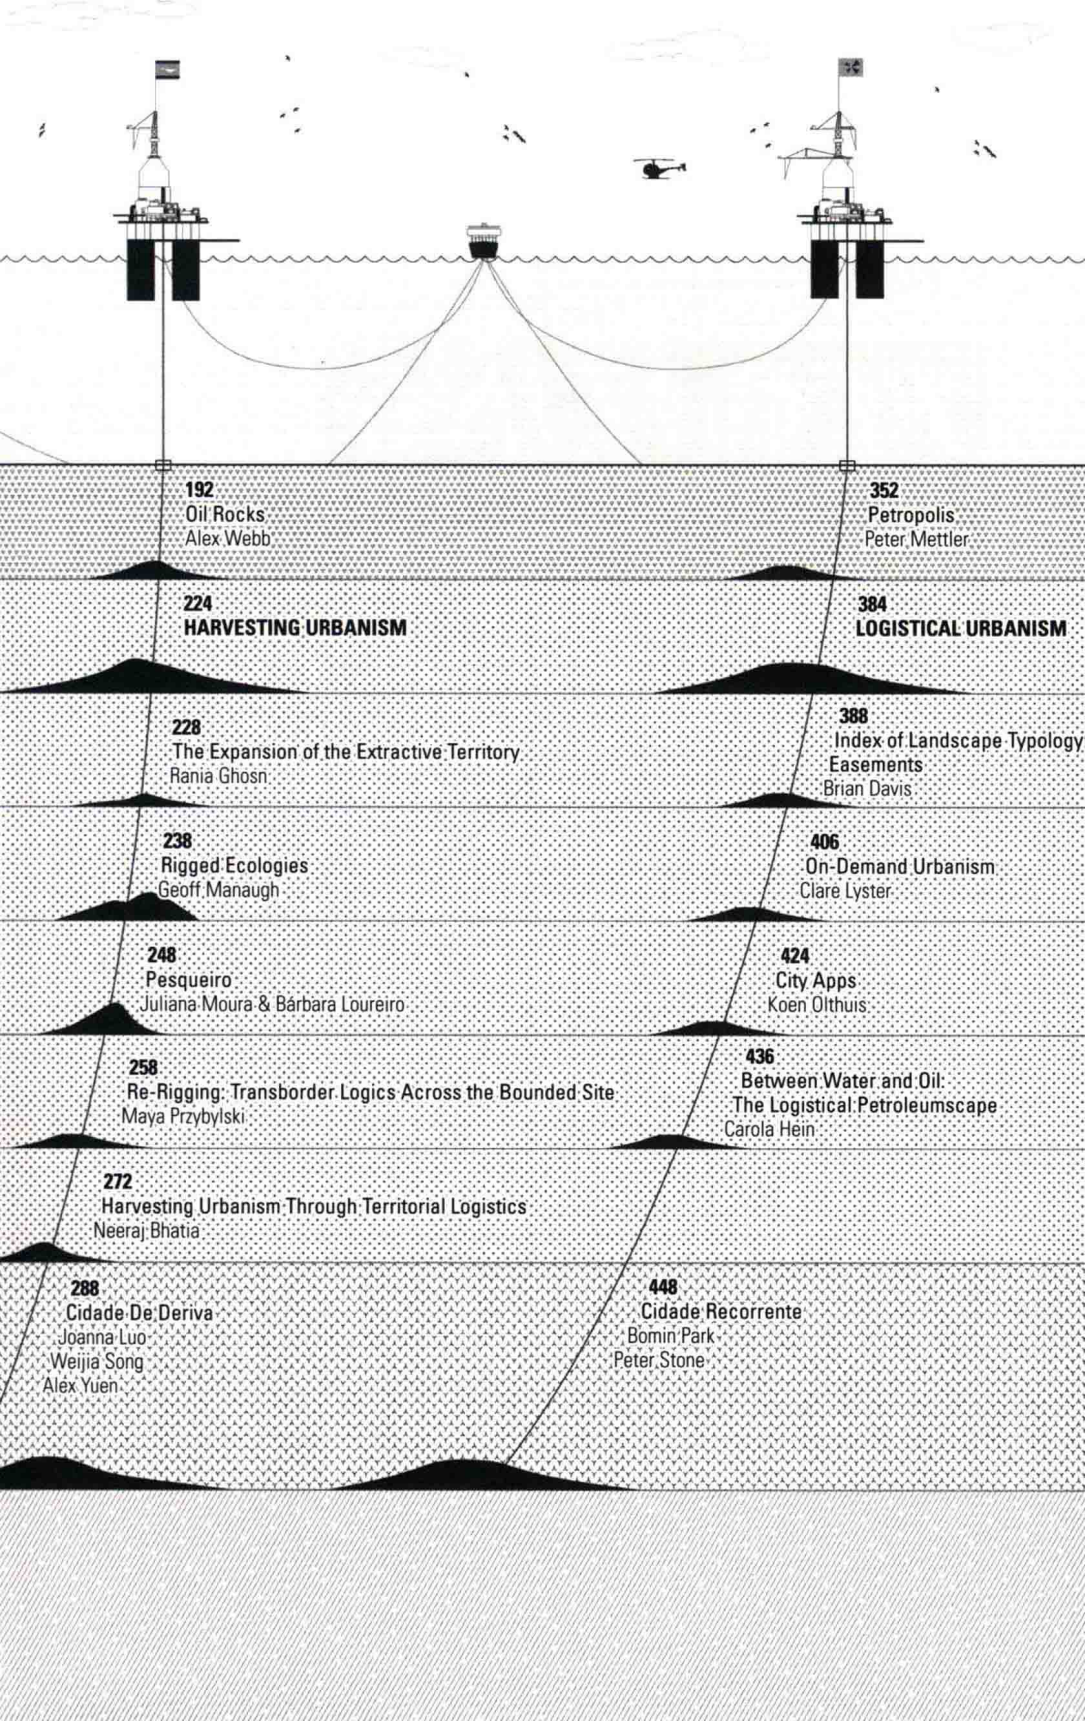 192
Oil Rocks
Alex Webb
224
HARVESTING URBANISM
228
The Expansion of the Extractive Territory
Rania Ghosn
238
Rigged Ecologies
Geoff Manaugh
248
Pesqueiro
Juliana Moura & Bárbara Loureiro
258
Re-Rigging: Transborder Logics Across the Bounded Site
Maya Przybylski
272
Harvesting Urbanism Through Territorial Logistics
Neeraj Bhatia
288
Cidade De Deriva
Joanna Luo
Weijia Song
Alex Yuen
352
Petropolis
Peter Mettler
384
LOGISTICAL URBANISM
388
Index of Landscape Typology
Easements
Brian Davis
406
On-Demand Urbanism
Clare Lyster
424
City Apps
Koen Olthuis
436
Between Water and Oil:
The Logistical Petroleumscape
Carola Hein
448
Cidade Recorrente
Bomin Park
Peter Stone